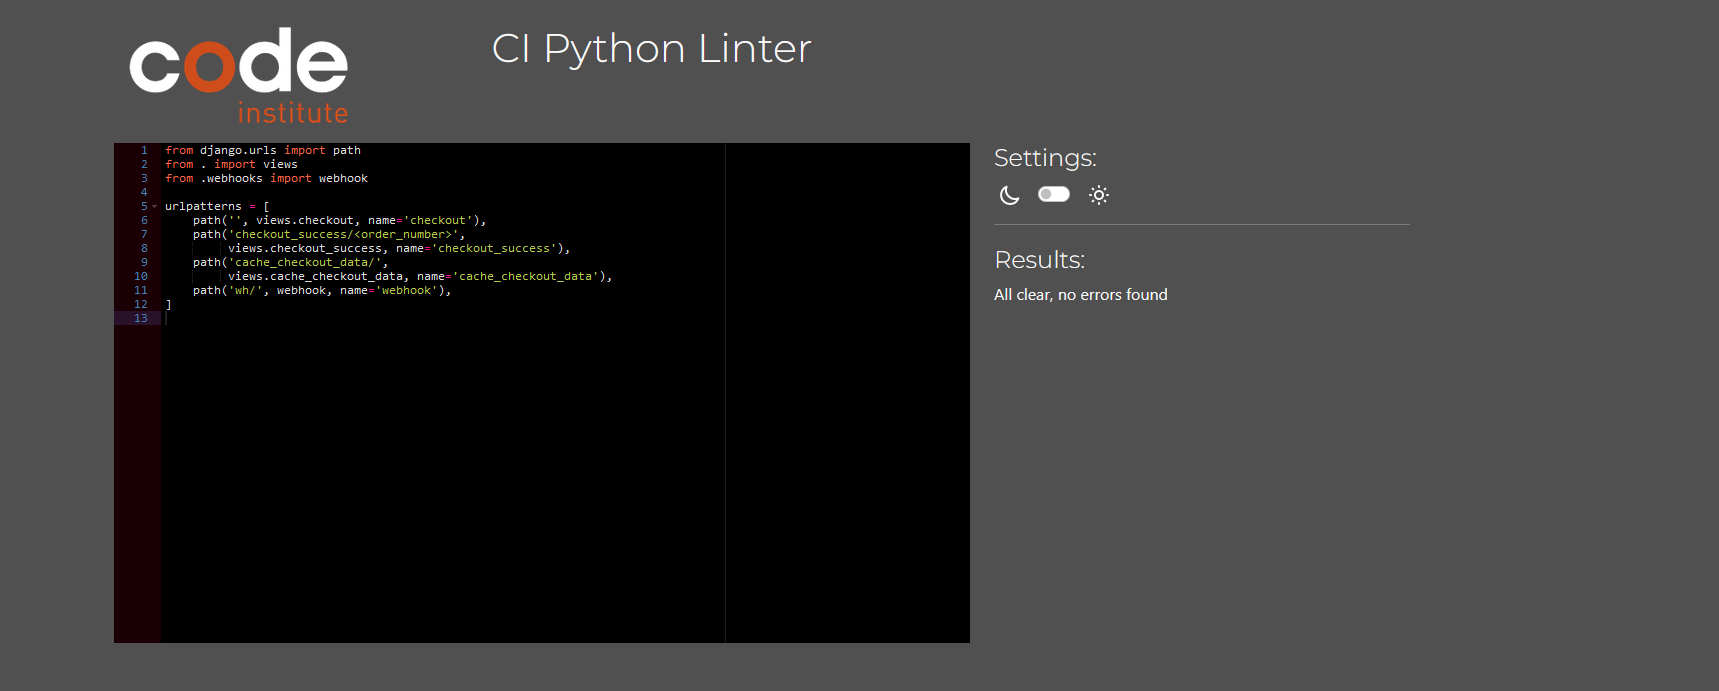 code
institute
CI Python Linter
1 from django.urls import path
2 from . import views
3 from .webhooks import webhook
4
5 urlpatterns = [
6     path('', views.checkout, name='checkout'),
7     path('checkout_success/<order_number>',
8          views.checkout_success, name='checkout_success'),
9     path('cache_checkout_data/',
10          views.cache_checkout_data, name='cache_checkout_data'),
11     path('wh/', webhook, name='webhook'),
12 ]
13
Settings:
Results:
All clear, no errors found